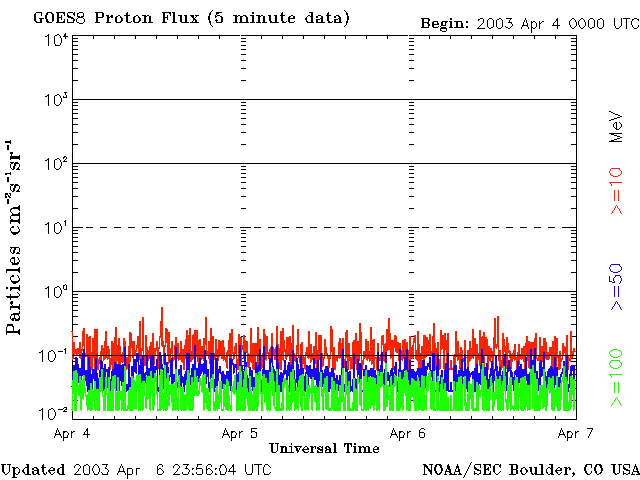 GOES8 Proton Flux (5 minute data) Begin: 2003 Apr 4 0000 UTC
10⁴
10³
10²
10¹
10⁰
10⁻¹
10⁻²
Particles cm⁻²s⁻¹sr⁻¹
MeV
>=10
>=50
>=100
Apr 4 Apr 5 Apr 6 Apr 7
Universal Time
Updated 2003 Apr 6 23:56:04 UTC NOAA/SEC Boulder, CO USA